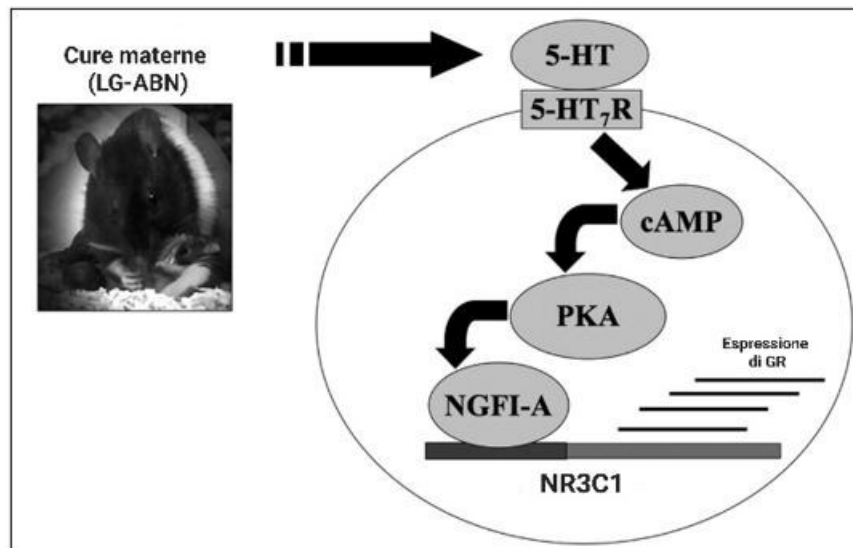 Cure materne
(LG-ABN)
5-HT
5-HT₇R
cAMP
PKA
Espressione
di GR
NGFI-A
NR3C1